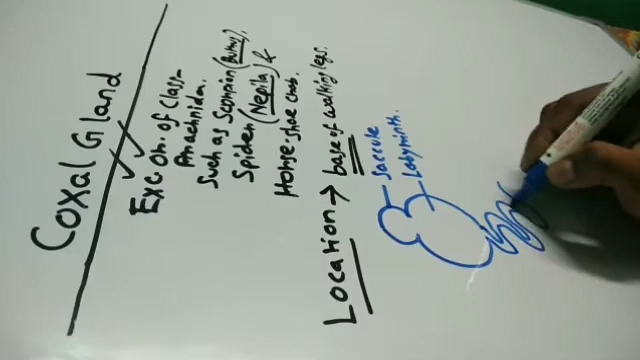 Coxal Gland
Exc. On. of Class-
Arachnida.
Such as Scorpion (Buthus),
Spider (Nepila) &
Horse-shoe crab.
Location → base of walking legs.
Saccule
Labyrinth.